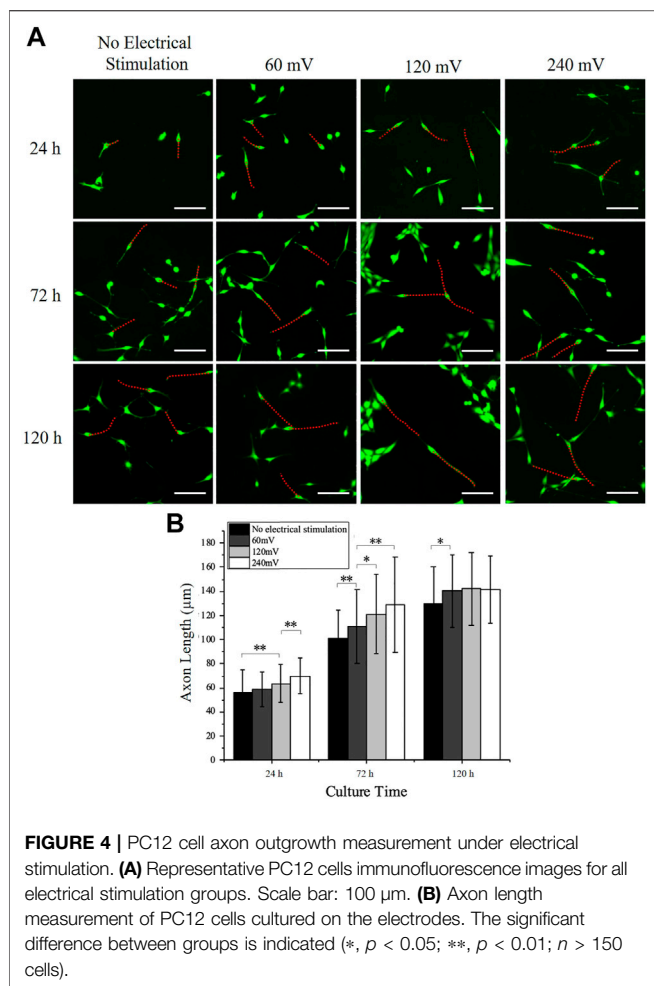 A
No Electrical
Stimulation
60 mV
120 mV
240 mV
24 h
72 h
120 h
B
No electrical stimulation
60mV
120mV
240mV
**
**
**
*
**
*
180
160
140
120
100
80
60
40
20
0
Axon Length (µm)
24 h
72 h
120 h
Culture Time
FIGURE 4 | PC12 cell axon outgrowth measurement under electrical
stimulation. (A) Representative PC12 cells immunofluorescence images for all
electrical stimulation groups. Scale bar: 100 µm. (B) Axon length
measurement of PC12 cells cultured on the electrodes. The significant
difference between groups is indicated (*, p < 0.05; **, p < 0.01; n > 150
cells).